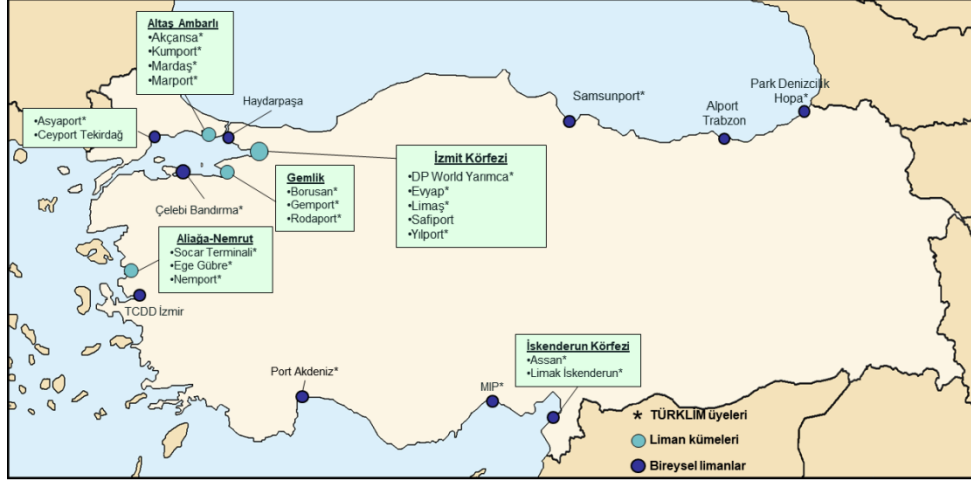 Altaş Ambarlı
•Akçansa*
•Kumport*
•Mardaş*
•Marport*
Haydarpaşa
•Asyaport*
•Ceyport Tekirdağ
Samsunport*
Alport
Trabzon
Park Denizcilik
Hopa*
İzmit Körfezi
•DP World Yarımca*
•Evyap*
•Limaş*
•Safiport
•Yılport*
Gemlik
•Borusan*
•Gemport*
•Rodaport*
Çelebi Bandırma*
Aliağa-Nemrut
•Socar Terminali*
•Ege Gübre*
•Nemport*
TCDD İzmir
Port Akdeniz*
MIP*
İskenderun Körfezi
•Assan*
•Limak İskenderun*
* TÜRKLİM üyeleri
Liman kümeleri
Bireysel limanlar